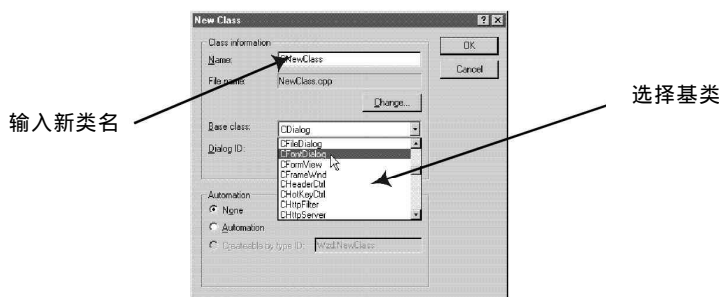 New Class
Class information
Name:
CNewClass
OK
File name:
NewClass.cpp
Cancel
Change...
输入新类名
选择基类
Base class:
CDialog
Dialog ID:
CFileDialog
CFontDialog
CFormView
CFrameWnd
CHeaderCtrl
CHotKeyCtrl
CHttpFilter
CHttpServer
Automation
None
Automation
Createable by type ID:
Wzd.NewClass